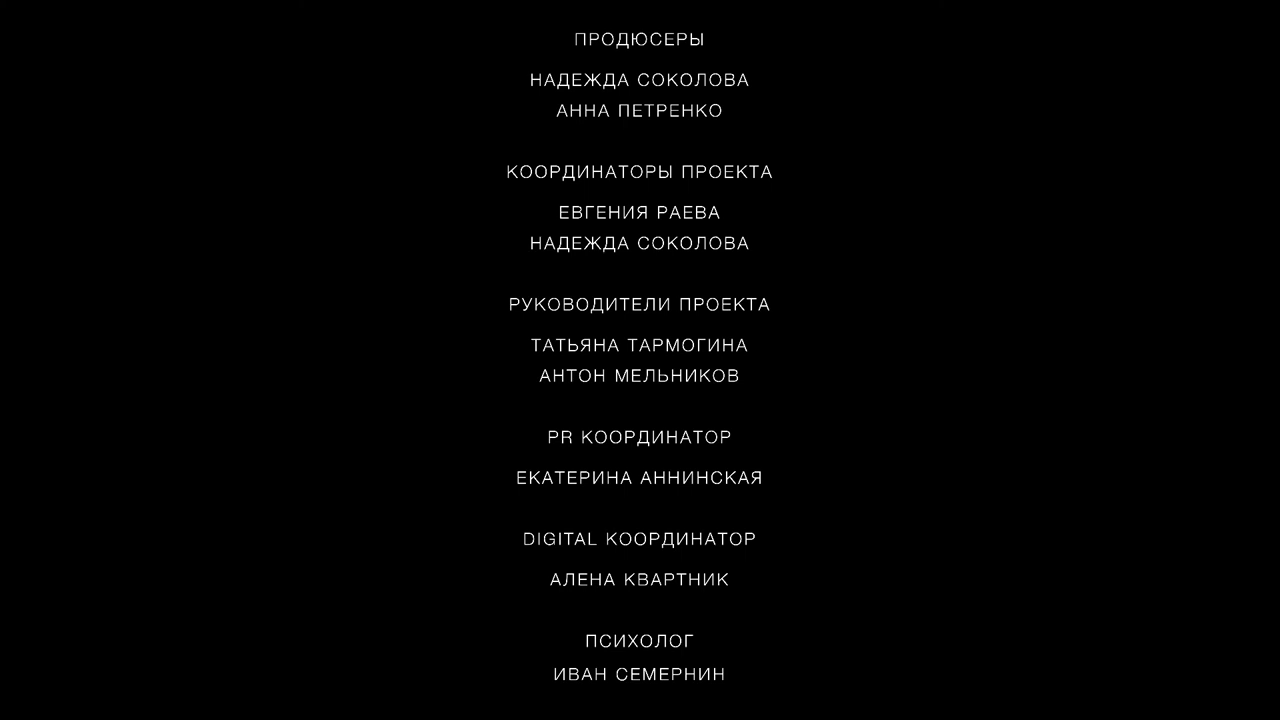 ПРОДЮСЕРЫ
НАДЕЖДА СОКОЛОВА
АННА ПЕТРЕНКО
КООРДИНАТОРЫ ПРОЕКТА
ЕВГЕНИЯ РАЕВА
НАДЕЖДА СОКОЛОВА
РУКОВОДИТЕЛИ ПРОЕКТА
ТАТЬЯНА ТАРМОГИНА
АНТОН МЕЛЬНИКОВ
PR КООРДИНАТОР
ЕКАТЕРИНА АННИНСКАЯ
DIGITAL КООРДИНАТОР
АЛЕНА КВАРТНИК
ПСИХОЛОГ
ИВАН СЕМЕРНИН